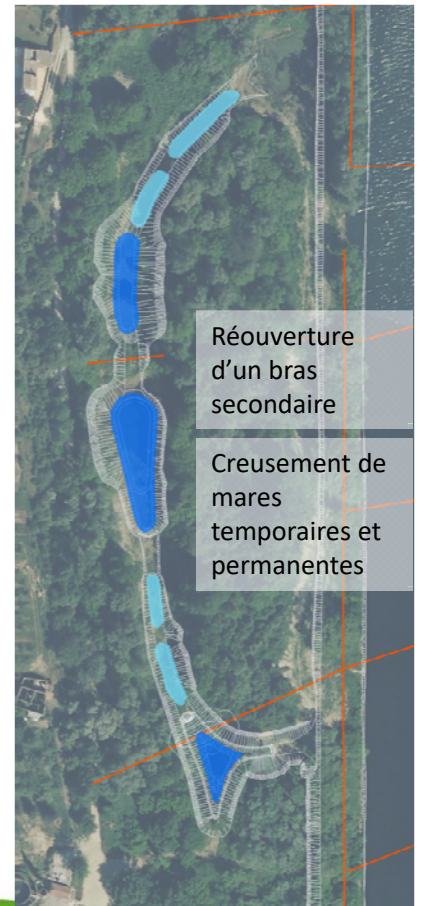 Réouverture
d’un bras
secondaire
Creusement de
mares
temporaires et
permanentes